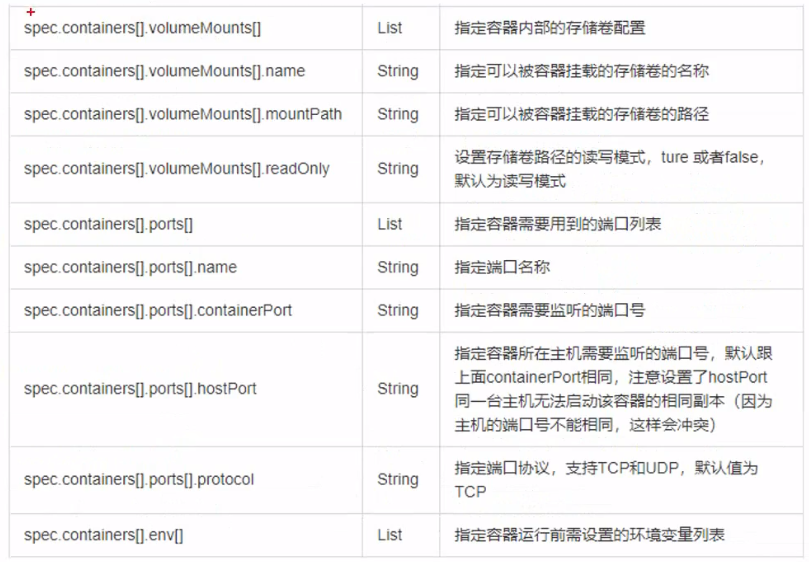 spec.containers[].volumeMounts[] List 指定容器内部的存储卷配置
spec.containers[].volumeMounts[].name String 指定可以被容器挂载的存储卷的名称
spec.containers[].volumeMounts[].mountPath String 指定可以被容器挂载的存储卷的路径
spec.containers[].volumeMounts[].readOnly String 设置存储卷路径的读写模式，ture 或者false，
默认为读写模式
spec.containers[].ports[] List 指定容器需要用到的端口列表
spec.containers[].ports[].name String 指定端口名称
spec.containers[].ports[].containerPort String 指定容器需要监听的端口号
spec.containers[].ports[].hostPort String 指定容器所在主机需要监听的端口号，默认跟
上面containerPort相同，注意设置了hostPort
同一台主机无法启动该容器的相同副本（因为
主机的端口号不能相同，这样会冲突）
spec.containers[].ports[].protocol String 指定端口协议，支持TCP和UDP，默认值为
TCP
spec.containers[].env[] List 指定容器运行前需设置的环境变量列表